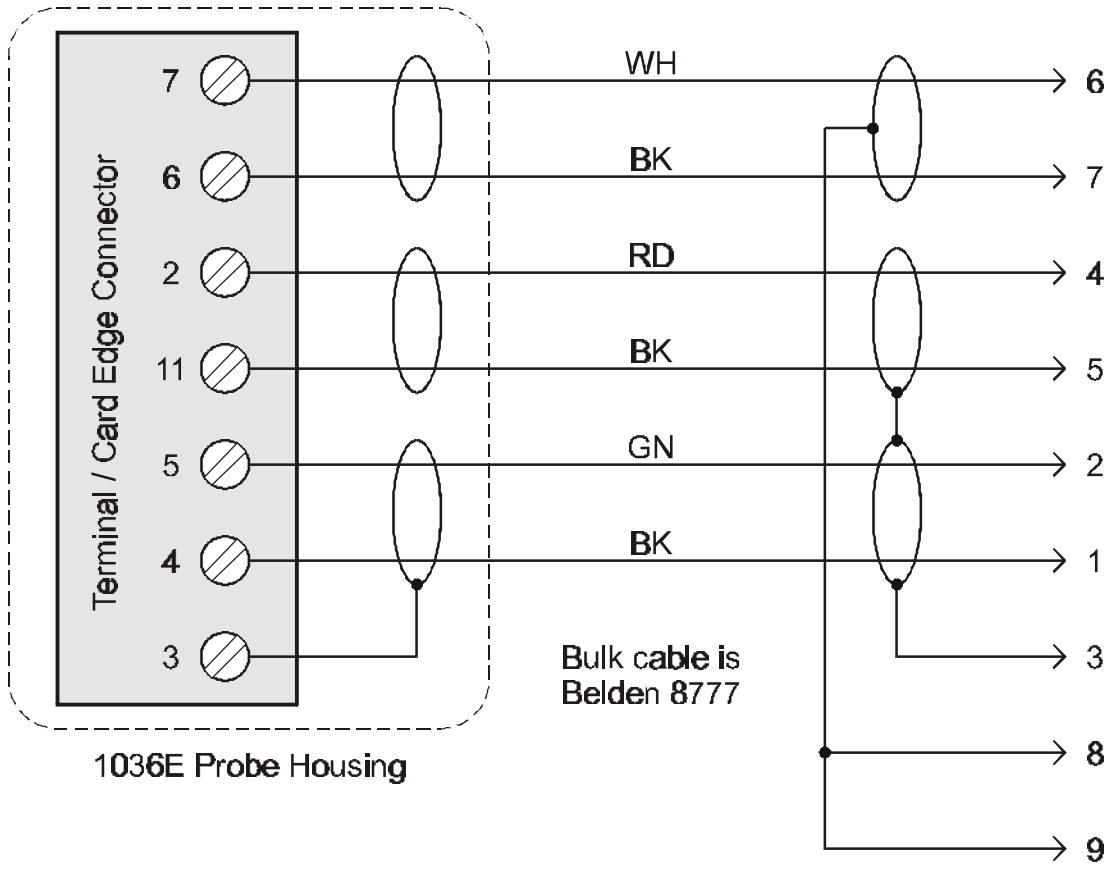 7 WH 6
6 BK 7
2 RD 4
11 BK 5
5 GN 2
4 BK 1
3 3
Terminal / Card Edge Connector
Bulk cable is
Belden 8777
8
1036E Probe Housing
9